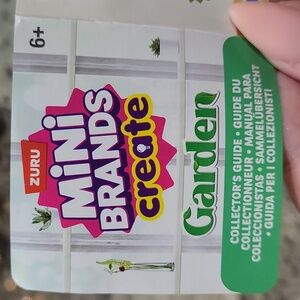 6+
ZURU
MiNi
BRANDS
create
Garden
COLLECTOR'S GUIDE • GUIDE DU
COLLECTIONNEUR • MANUAL PARA
COLECCIONISTAS • SAMMELÜBERSICHT
• GUIDA PER I COLLEZIONISTI